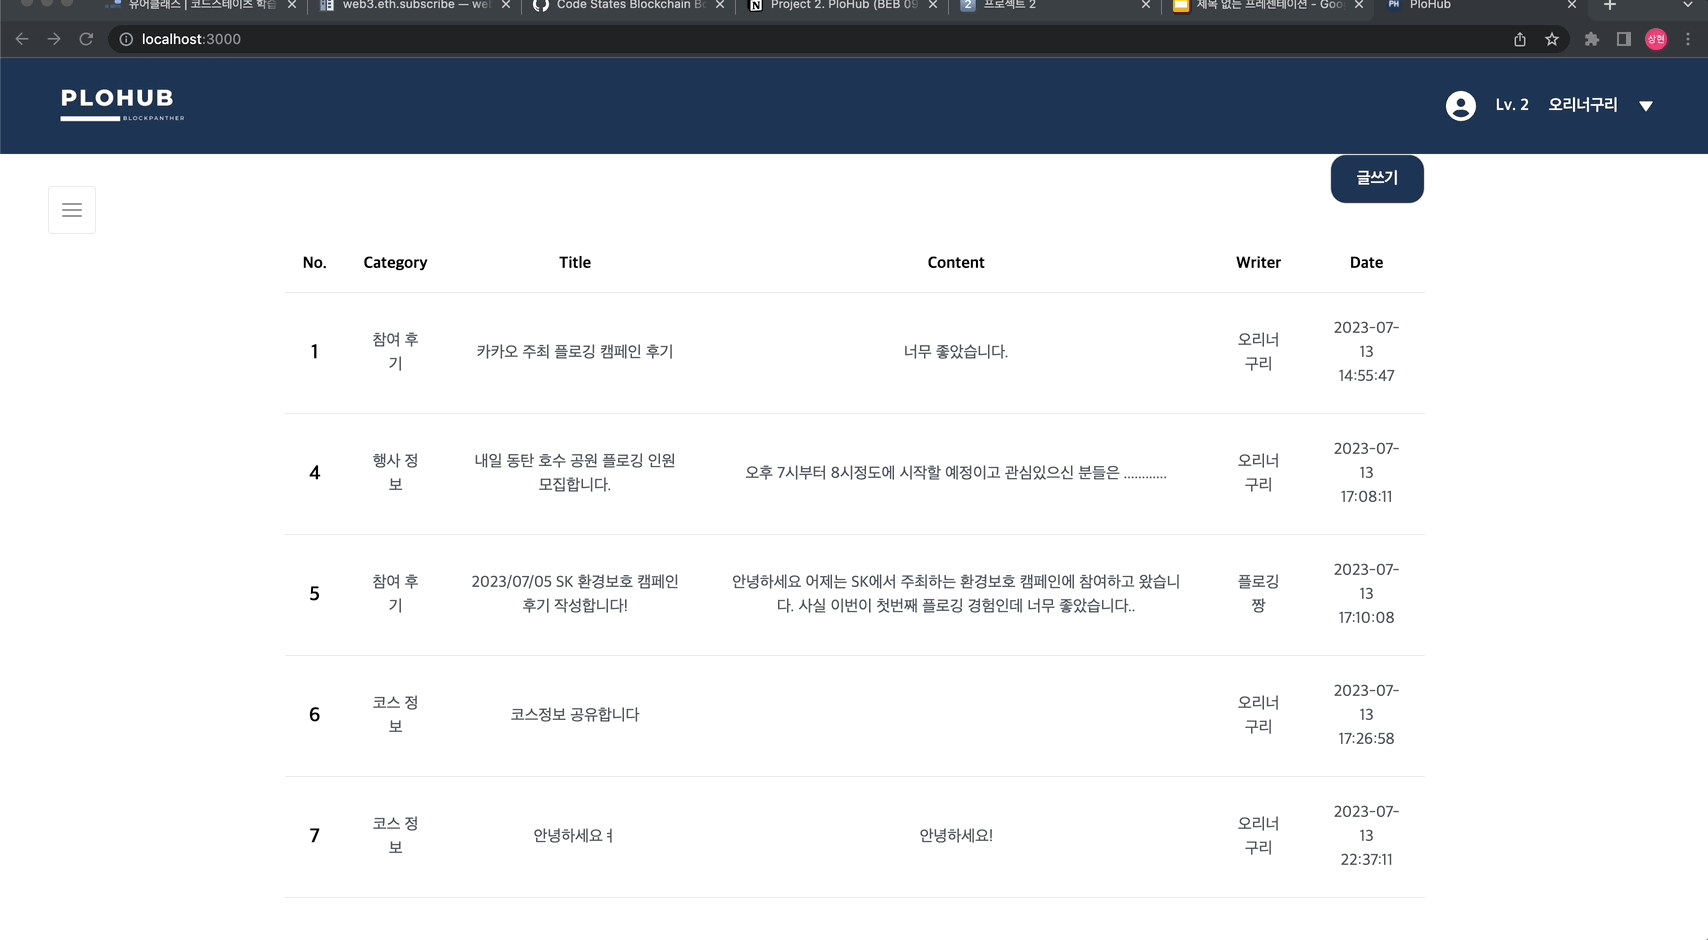 유어클래스 | 코드스테이츠 학습
web3.eth.subscribe — we
Code States Blockchain B
Project 2. PloHub (BEB 09
2 프로젝트 2
제목 없는 프레젠테이션 - Goo
PH PloHub
localhost:3000
상현
PLOHUB
BLOCKPANTHER
Lv. 2 오리너구리
글쓰기
No. Category Title Content Writer Date
1 참여 후
기
카카오 주최 플로깅 캠페인 후기
너무 좋았습니다.
오리너
구리
2023-07-
13
14:55:47
4 행사 정
보
내일 동탄 호수 공원 플로깅 인원
모집합니다.
오후 7시부터 8시정도에 시작할 예정이고 관심있으신 분들은 ............
오리너
구리
2023-07-
13
17:08:11
5 참여 후
기
2023/07/05 SK 환경보호 캠페인
후기 작성합니다!
안녕하세요 어제는 SK에서 주최하는 환경보호 캠페인에 참여하고 왔습니
다. 사실 이번이 첫번째 플로깅 경험인데 너무 좋았습니다..
플로깅
짱
2023-07-
13
17:10:08
6 코스 정
보
코스정보 공유합니다
오리너
구리
2023-07-
13
17:26:58
7 코스 정
보
안녕하세요ㅕ
안녕하세요!
오리너
구리
2023-07-
13
22:37:11